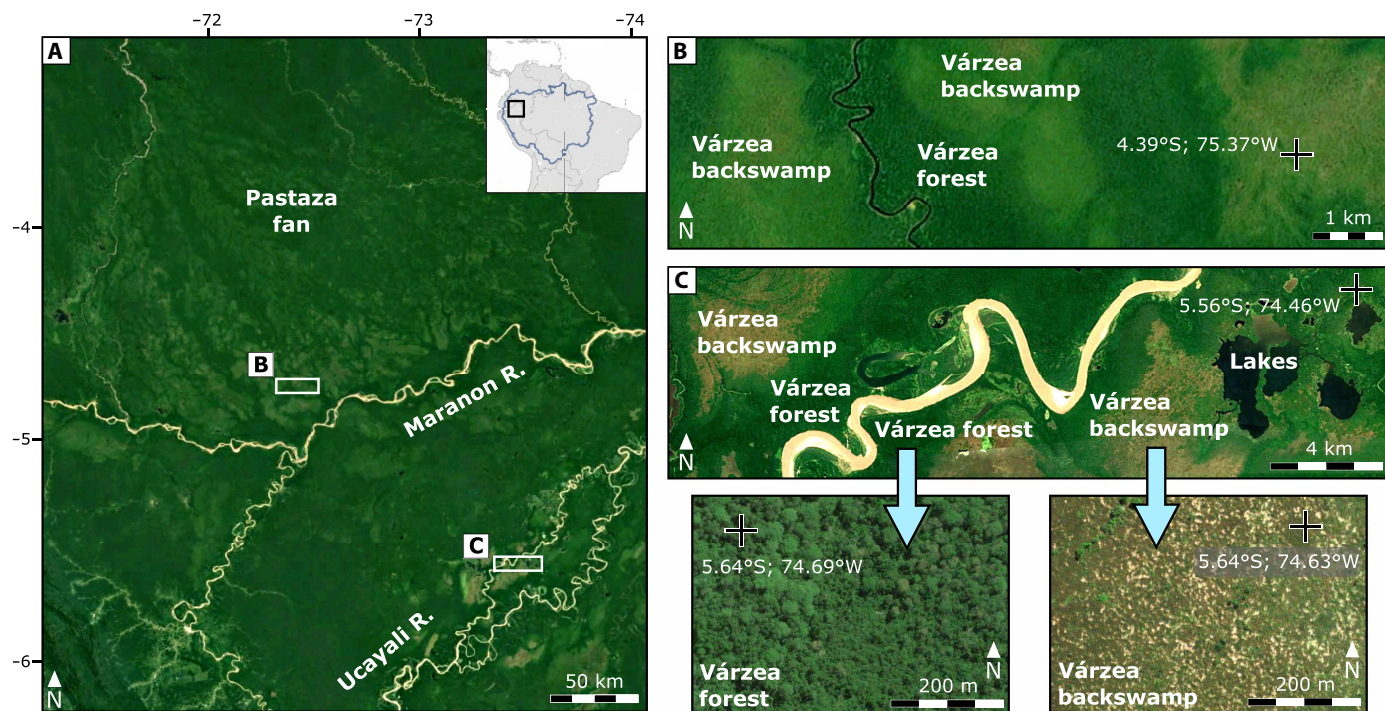 −72
−73
−74
A
−4
Pastaza
fan
B
Maranon R.
−5
C
Ucayali R.
−6
N
50 km
B
Várzea
backswamp
Várzea
backswamp
Várzea
forest
4.39°S; 75.37°W
N
1 km
C
5.56°S; 74.46°W
Várzea
backswamp
Lakes
Várzea
forest
Várzea forest
Várzea
backswamp
N
4 km
5.64°S; 74.69°W
N
Várzea
forest
200 m
5.64°S; 74.63°W
N
Várzea
backswamp
200 m